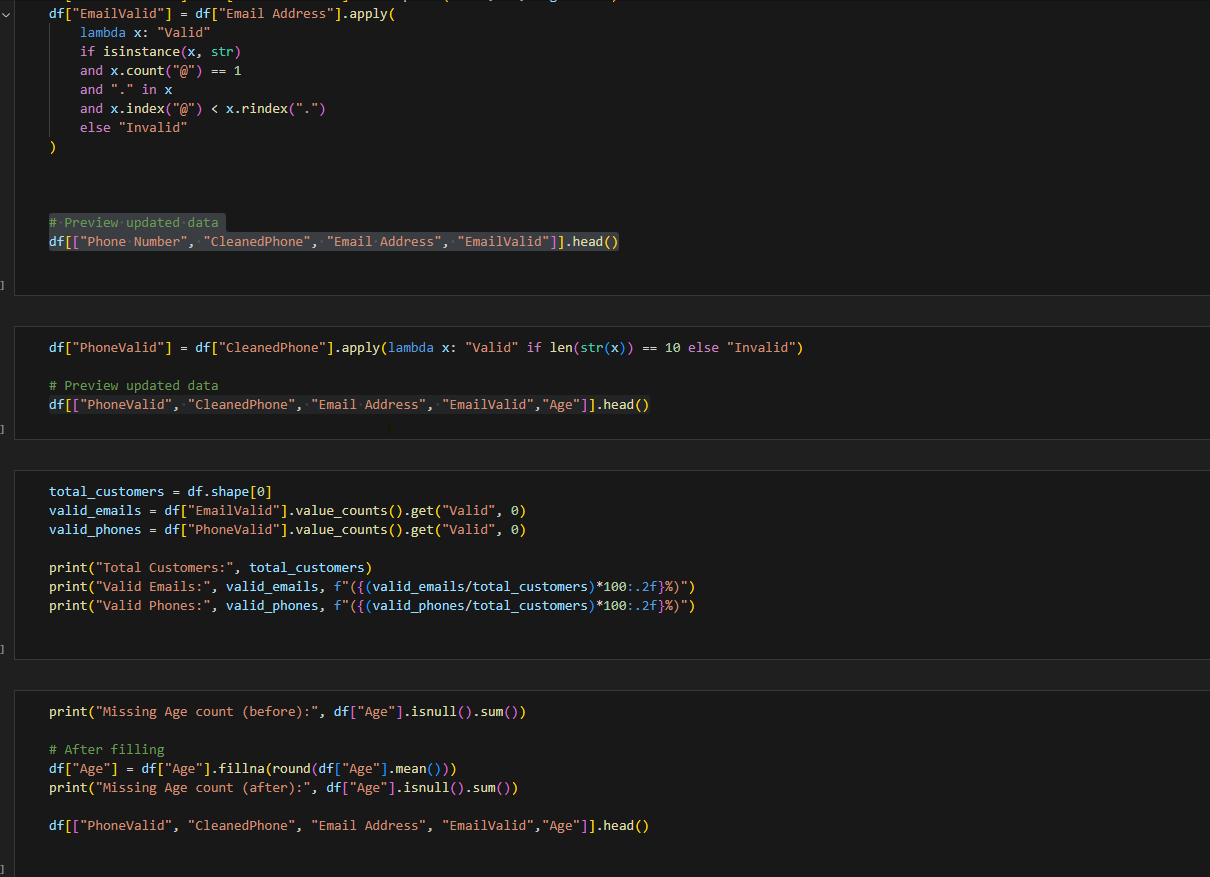 df["EmailValid"] = df["Email Address"].apply(
    lambda x: "Valid"
    if isinstance(x, str)
    and x.count("@") == 1
    and "." in x
    and x.index("@") < x.rindex(".")
    else "Invalid"
)
# Preview updated data
df[["Phone Number", "CleanedPhone", "Email Address", "EmailValid"]].head()
]
df["PhoneValid"] = df["CleanedPhone"].apply(lambda x: "Valid" if len(str(x)) == 10 else "Invalid")
# Preview updated data
df[["PhoneValid", "CleanedPhone", "Email Address", "EmailValid","Age"]].head()
]
total_customers = df.shape[0]
valid_emails = df["EmailValid"].value_counts().get("Valid", 0)
valid_phones = df["PhoneValid"].value_counts().get("Valid", 0)
print("Total Customers:", total_customers)
print("Valid Emails:", valid_emails, f"({(valid_emails/total_customers)*100:.2f}%)")
print("Valid Phones:", valid_phones, f"({(valid_phones/total_customers)*100:.2f}%)")
]
print("Missing Age count (before):", df["Age"].isnull().sum())
# After filling
df["Age"] = df["Age"].fillna(round(df["Age"].mean()))
print("Missing Age count (after):", df["Age"].isnull().sum())
df[["PhoneValid", "CleanedPhone", "Email Address", "EmailValid","Age"]].head()
]